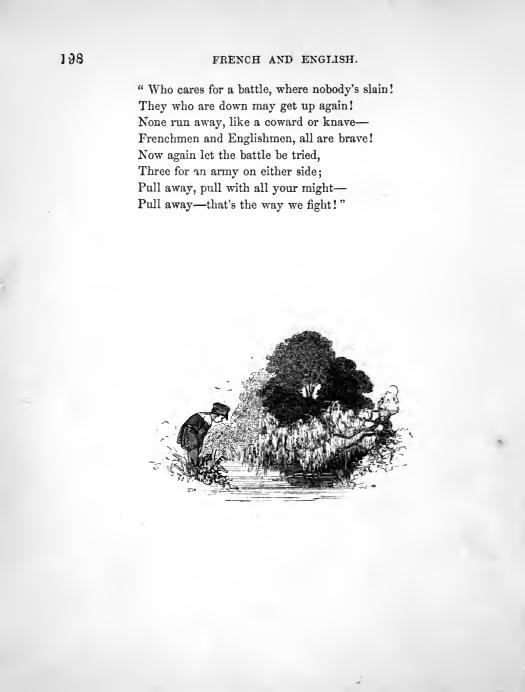 198 FRENCH AND ENGLISH.
“ Who cares for a battle, where nobody's slain!
They who are down may get up again!
None run away, like a coward or knave—
Frenchmen and Englishmen, all are brave!
Now again let the battle be tried,
Three for an army on either side;
Pull away, pull with all your might—
Pull away—that's the way we fight! ”